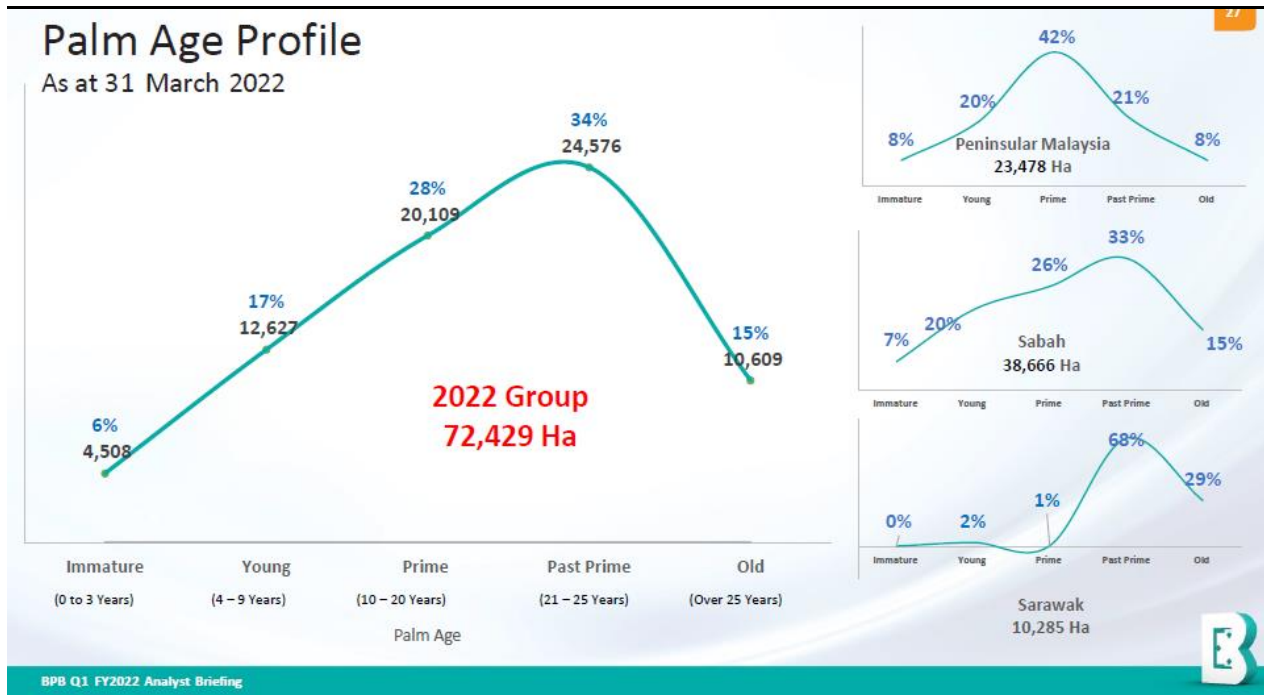 27
Palm Age Profile
As at 31 March 2022
34%
24,576
28%
20,109
17%
12,627
15%
10,609
6%
4,508
2022 Group
72,429 Ha
Immature Young Prime Past Prime Old
(0 to 3 Years) (4 – 9 Years) (10 – 20 Years) (21 – 25 Years) (Over 25 Years)
Palm Age
42%
20% 21%
8% 8%
Peninsular Malaysia
23,478 Ha
Immature Young Prime Past Prime Old
33%
26%
20%
7% 15%
Sabah
38,666 Ha
Immature Young Prime Past Prime Old
68%
29%
1%
0% 2%
Immature Young Prime Past Prime Old
Sarawak
10,285 Ha
B
BPB Q1 FY2022 Analyst Briefing